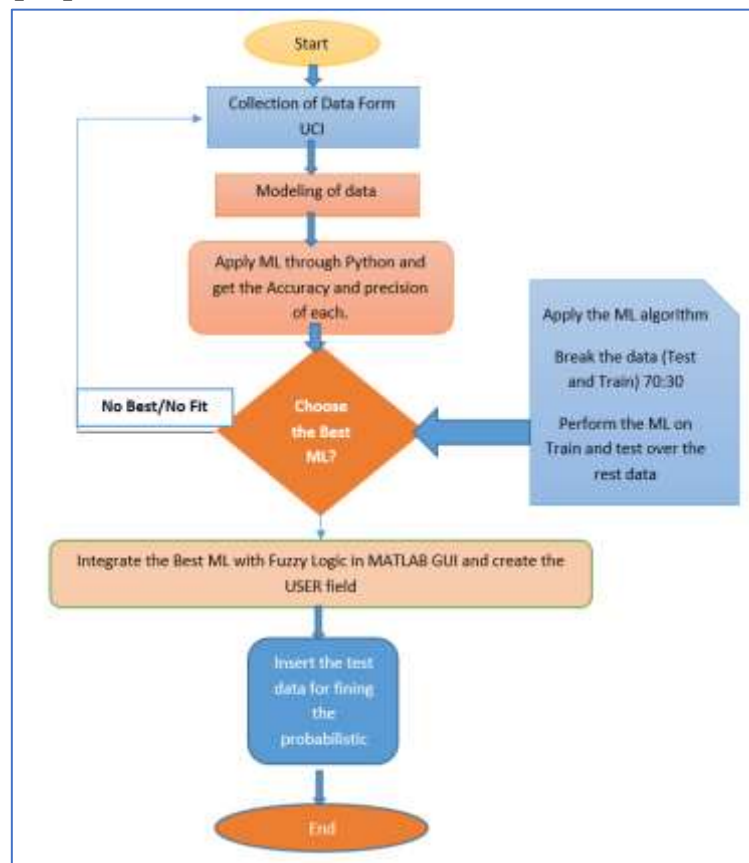 Start
Collection of Data Form
UCI
Modeling of data
Apply ML through Python and
get the Accuracy and precision
of each.
Apply the ML algorithm
Break the data (Test
and Train) 70:30
Perform the ML on
Train and test over the
rest data
No Best/No Fit
Choose
the Best
ML?
Integrate the Best ML with Fuzzy Logic in MATLAB GUI and create the
USER field
Insert the test
data for fining
the
probabilistic
End